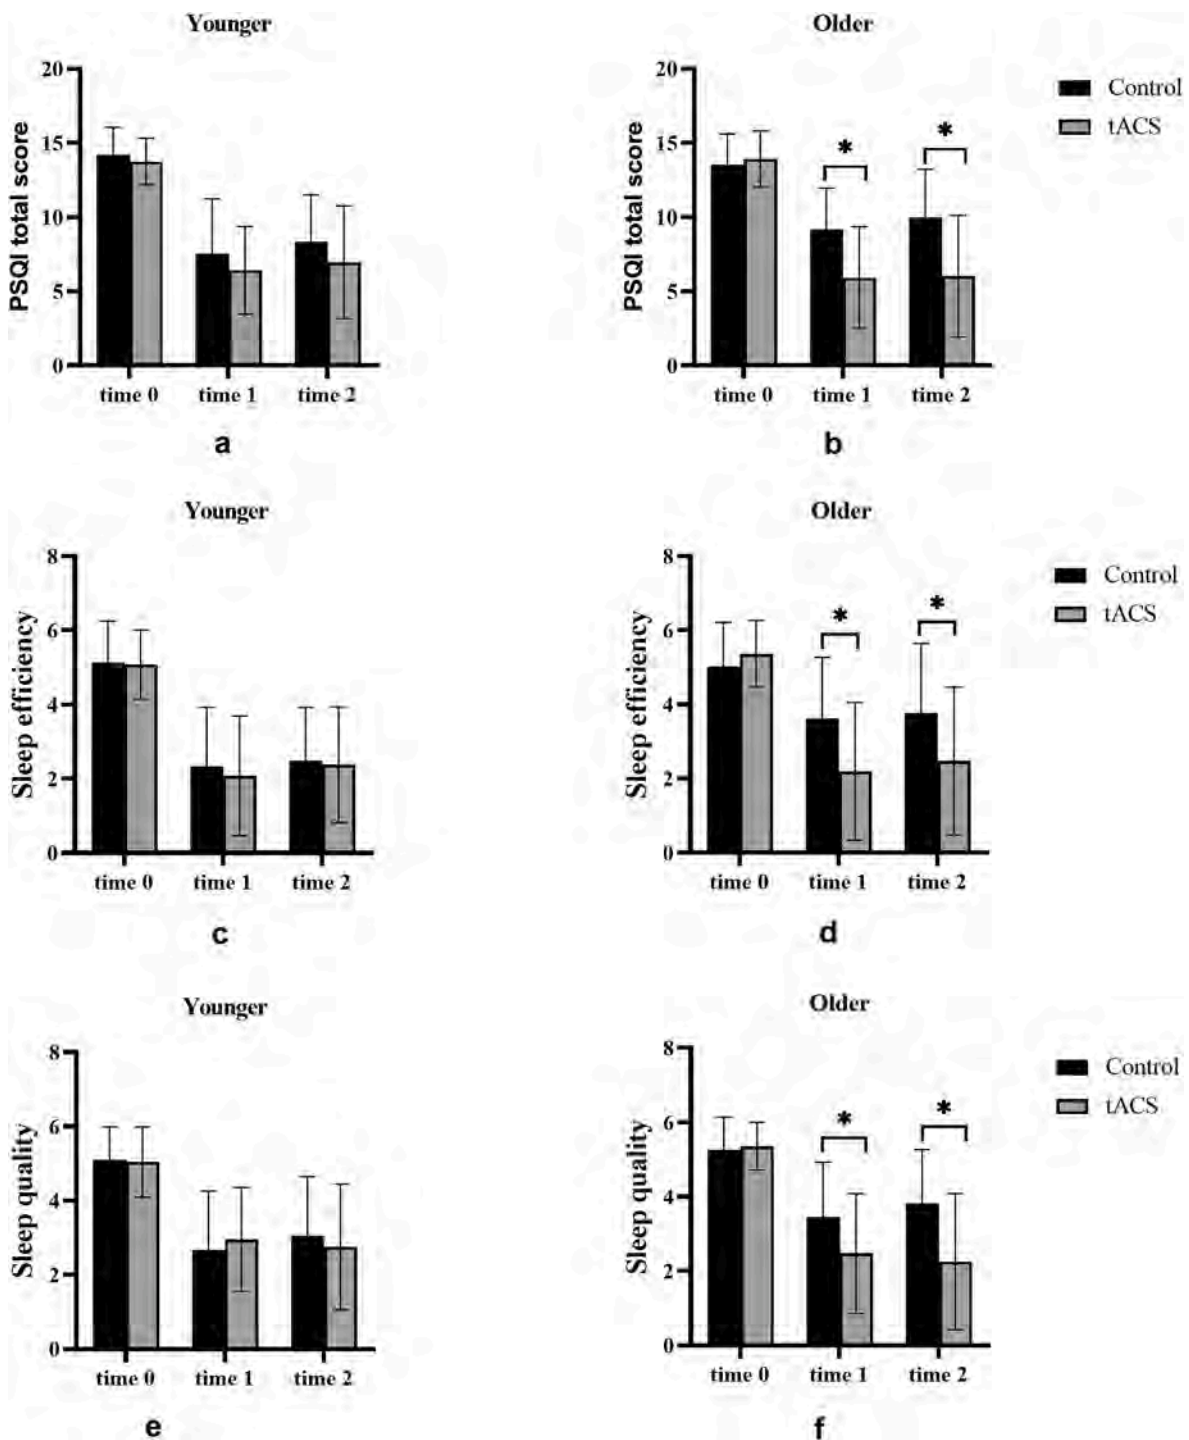 Younger
PSQI total score
20
15
10
5
0
time 0 time 1 time 2
a
Older
PSQI total score
20
15
10
5
0
* *
time 0 time 1 time 2
b
Control
tACS
Younger
Sleep efficiency
8
6
4
2
0
time 0 time 1 time 2
c
Older
Sleep efficiency
8
6
4
2
0
* *
time 0 time 1 time 2
d
Control
tACS
Younger
Sleep quality
8
6
4
2
0
time 0 time 1 time 2
e
Older
Sleep quality
8
6
4
2
0
* *
time 0 time 1 time 2
f
Control
tACS